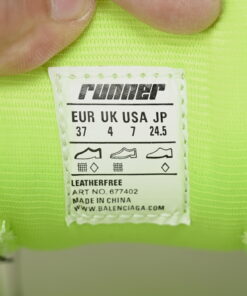 runner
EUR UK USA JP
37 4 7 24.5
LEATHERFREE
ART NO. 677402
MADE IN CHINA
WWW.BALENCIAGA.COM